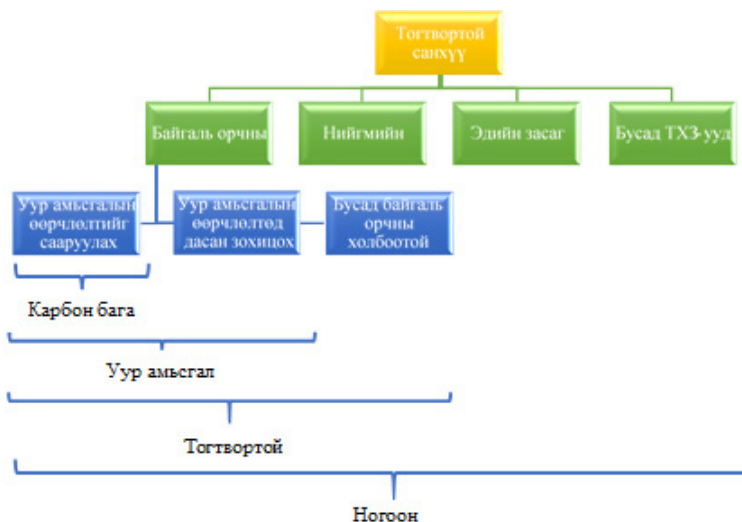 Тогтвортой
санхүү
Байгаль орчны
Нийгмийн
Эдийн засаг
Бусад ТХЗ-ууд
Уур амьсгалын
өөрчлөлтийг
сааруулах
Уур амьсгалын
өөрчлөлтөд
дасан зохицох
Бусад байгаль
орчны
холбоотой
Карбон бага
Уур амьсгал
Тогтвортой
Ногоон